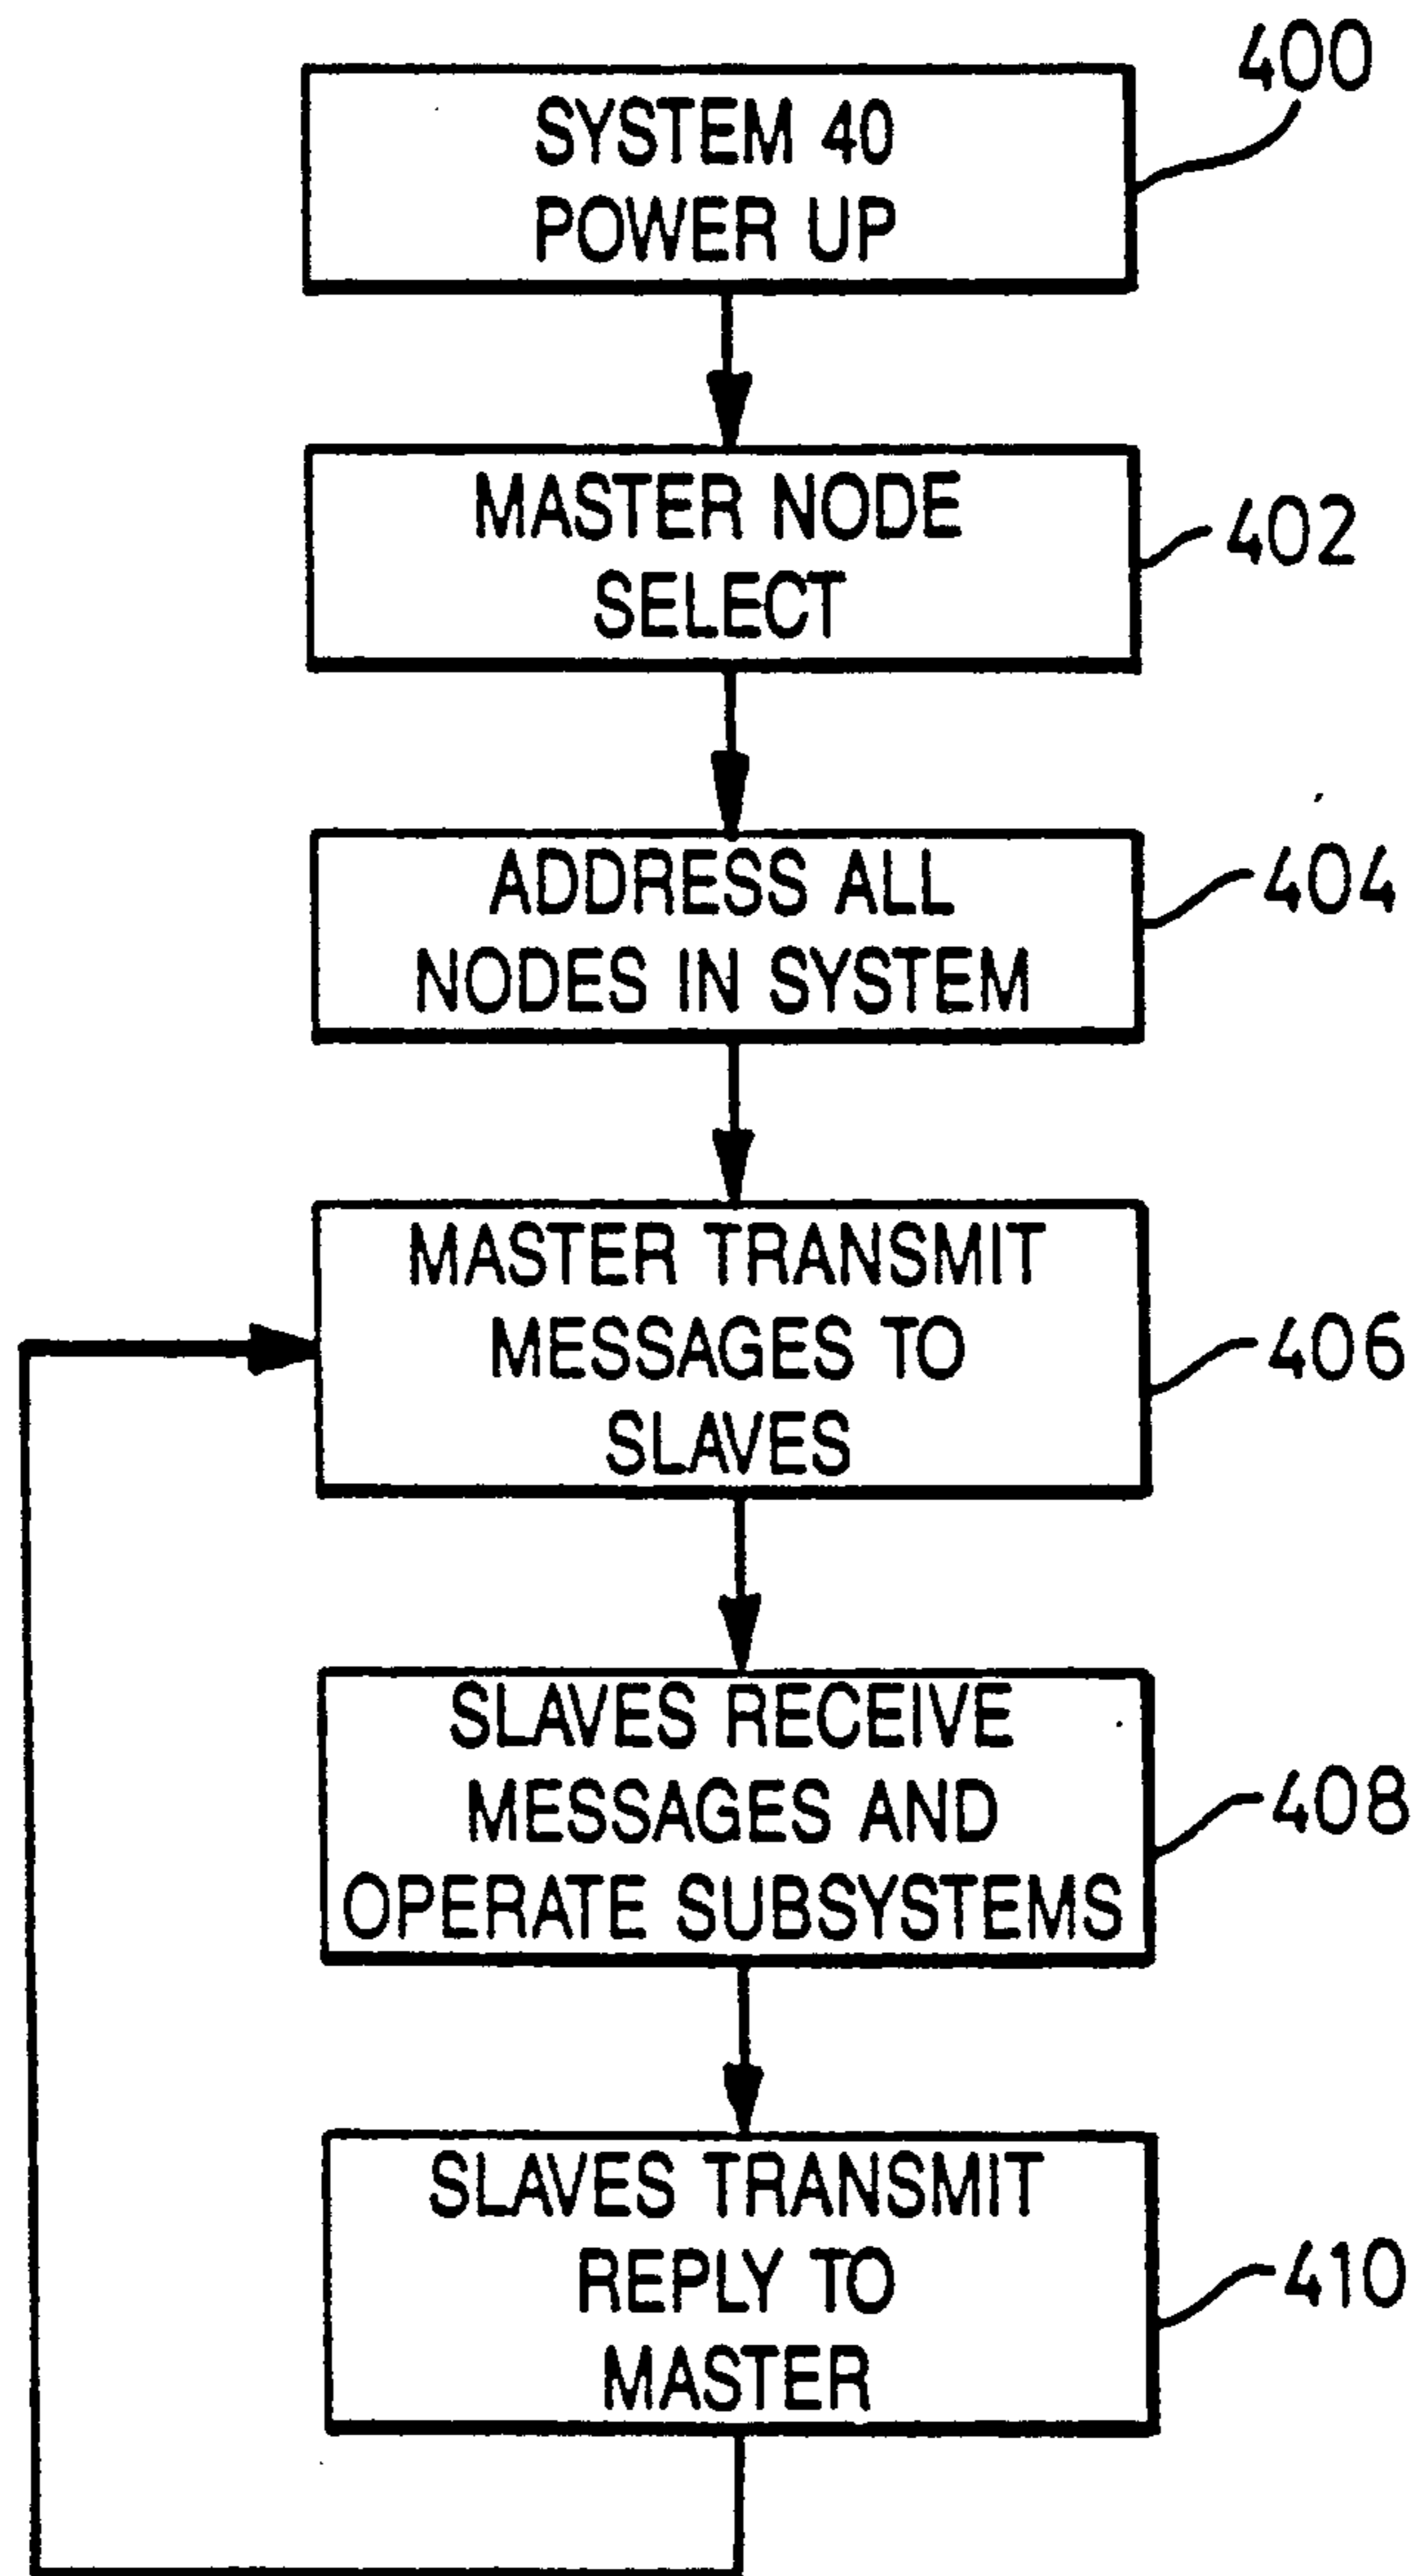 400
SYSTEM 40
POWER UP
MASTER NODE
SELECT
402
ADDRESS ALL
NODES IN SYSTEM
404
MASTER TRANSMIT
MESSAGES TO
SLAVES
406
SLAVES RECEIVE
MESSAGES AND
OPERATE SUBSYSTEMS
408
SLAVES TRANSMIT
REPLY TO
MASTER
410